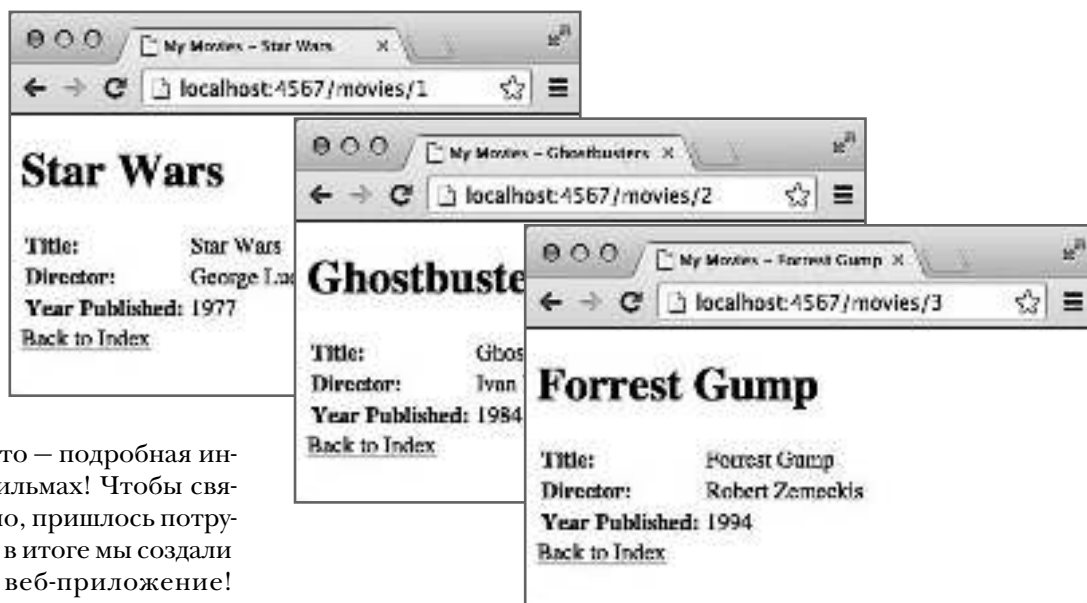 My Movies – Star Wars
localhost:4567/movies/1
Star Wars
Title: Star Wars
Director: George Luc
Year Published: 1977
Back to Index
My Movies – Ghostbusters
localhost:4567/movies/2
Ghostbuste
Title: Ghos
Director: Ivan
Year Published: 1984
Back to Index
My Movies – Forrest Gump
localhost:4567/movies/3
Forrest Gump
Title: Forrest Gump
Director: Robert Zemeckis
Year Published: 1994
Back to Index
то — подробная ин-
ильмах! Чтобы свя-
но, пришлось потру-
в итоге мы создали
веб-приложение!